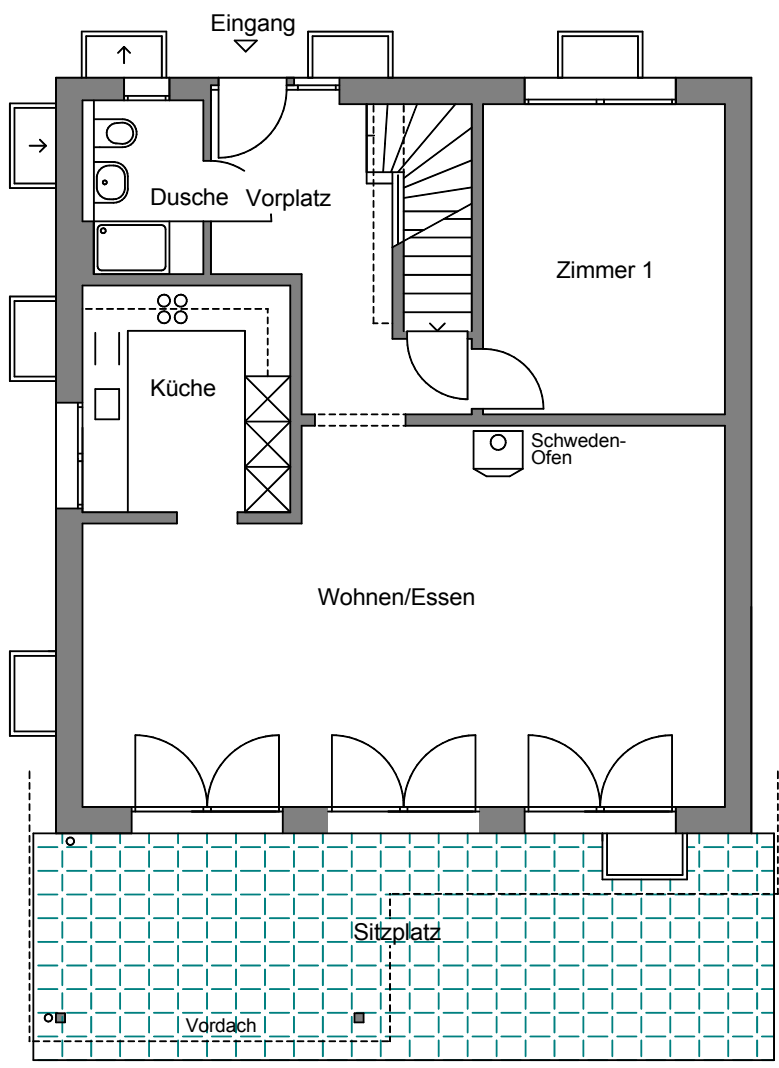 Eingang
Dusche
Vorplatz
Zimmer 1
Küche
Schweden-
Ofen
Wohnen/Essen
Sitzplatz
Vordach